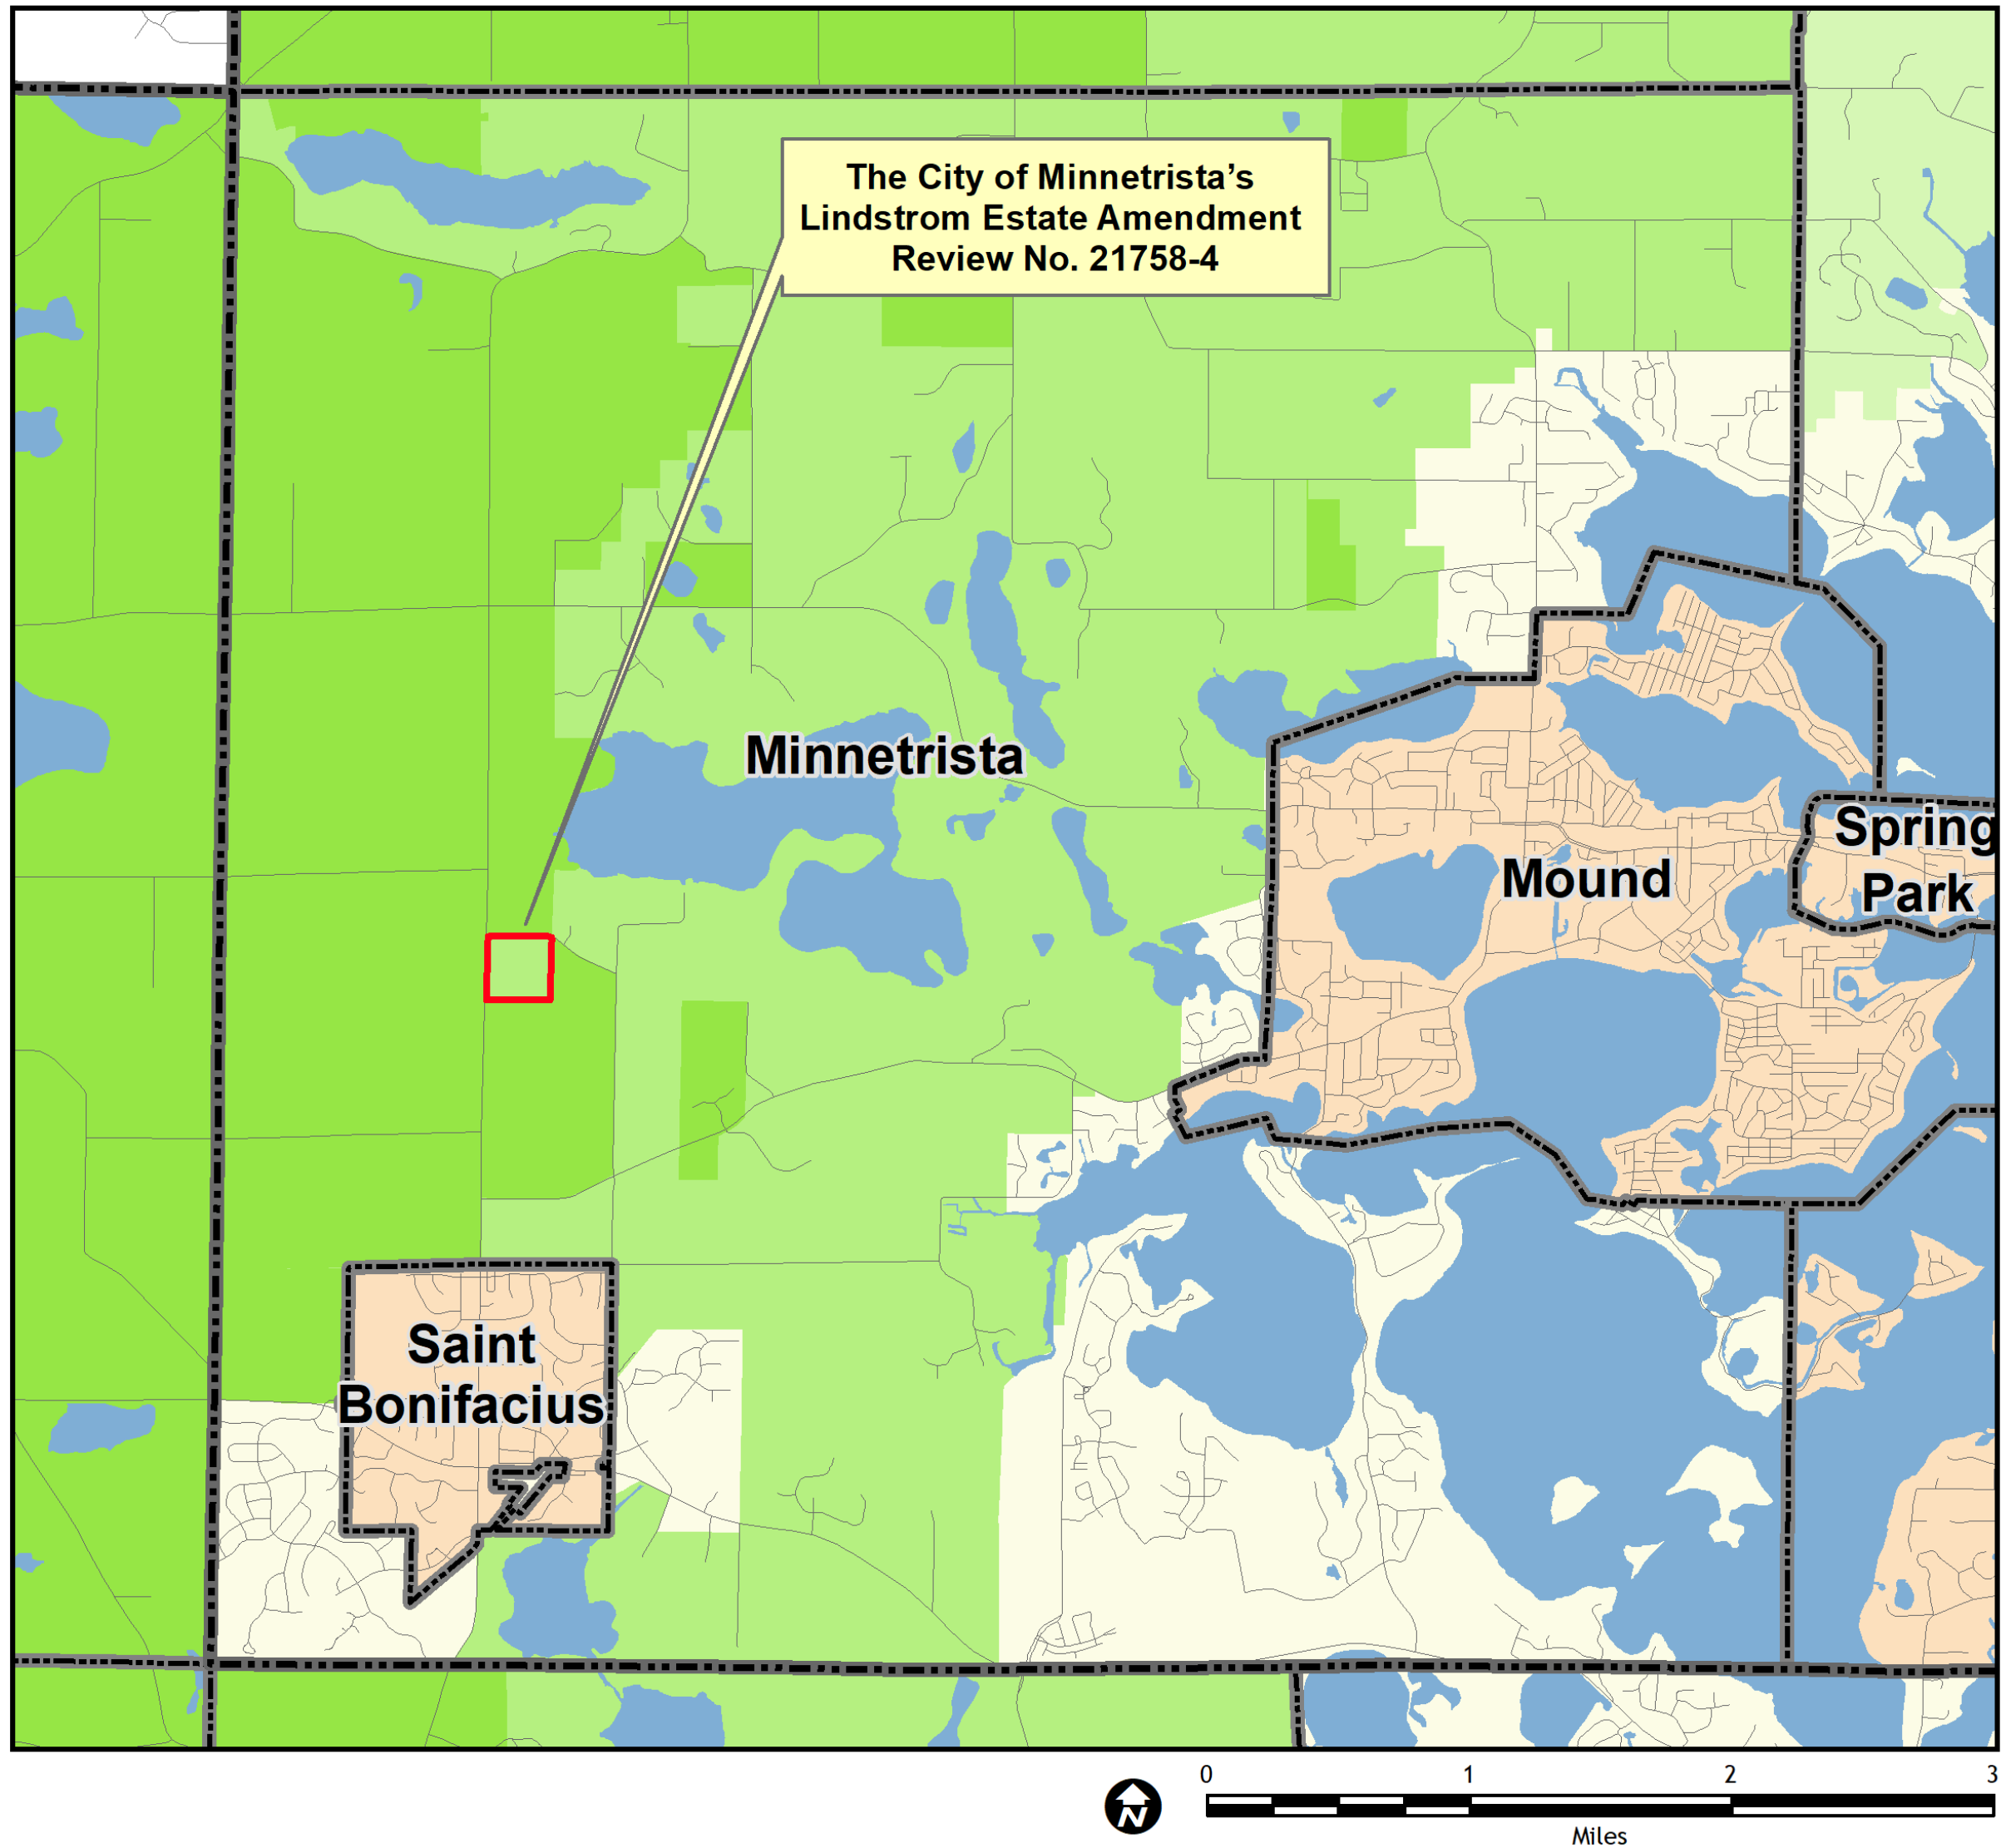 The City of Minnetrista’s
Lindstrom Estate Amendment
Review No. 21758-4
Minnetrista
Mound
Spring
Park
Saint
Bonifacius
N
0 1 2 3
Miles